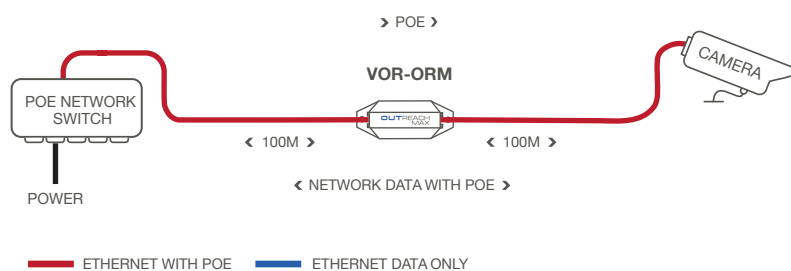 › POE ›
VOR-ORM
CAMERA
POE NETWORK
SWITCH
OUTREACH
MAX
‹ 100M ›
‹ 100M ›
‹ NETWORK DATA WITH POE ›
POWER
ETHERNET WITH POE
ETHERNET DATA ONLY